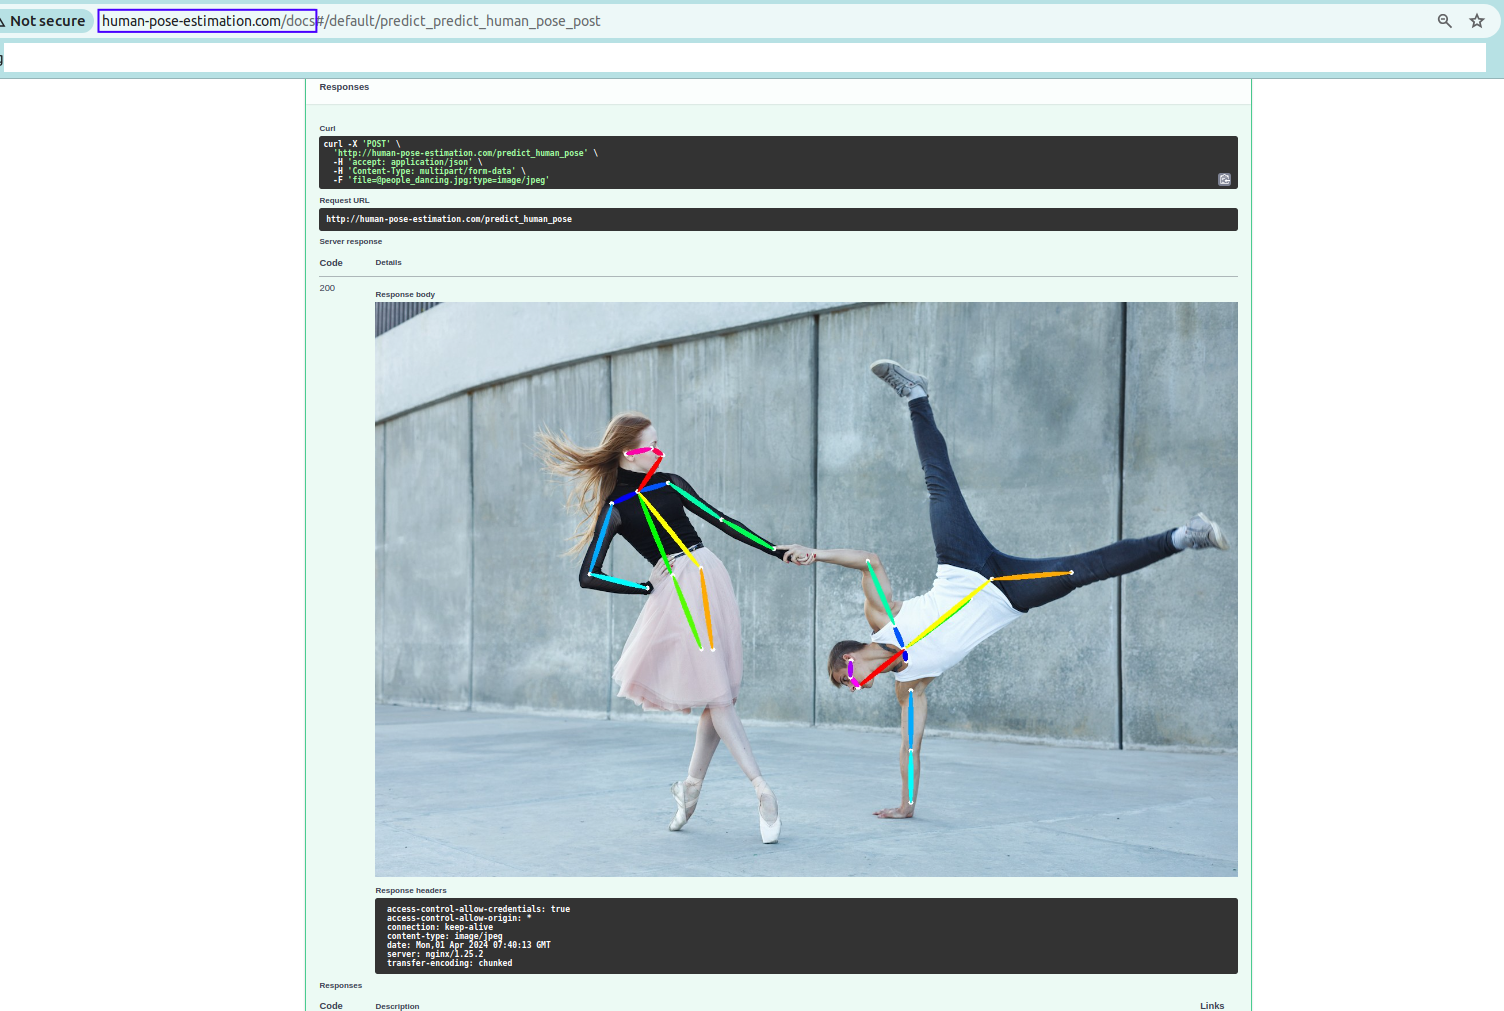 Not secure human-pose-estimation.com/docs#/default/predict_predict_human_pose_post
Responses
Curl
curl -X 'POST' \
'http://human-pose-estimation.com/predict_human_pose' \
-H 'accept: application/json' \
-H 'Content-Type: multipart/form-data' \
-F 'file=@people_dancing.jpg;type=image/jpeg'
Request URL
http://human-pose-estimation.com/predict_human_pose
Server response
Code Details
200
Response body
Response headers
access-control-allow-credentials: true
access-control-allow-origin: *
connection: keep-alive
content-type: image/jpeg
date: Mon,01 Apr 2024 07:40:13 GMT
server: nginx/1.25.2
transfer-encoding: chunked
Responses
Code Description Links